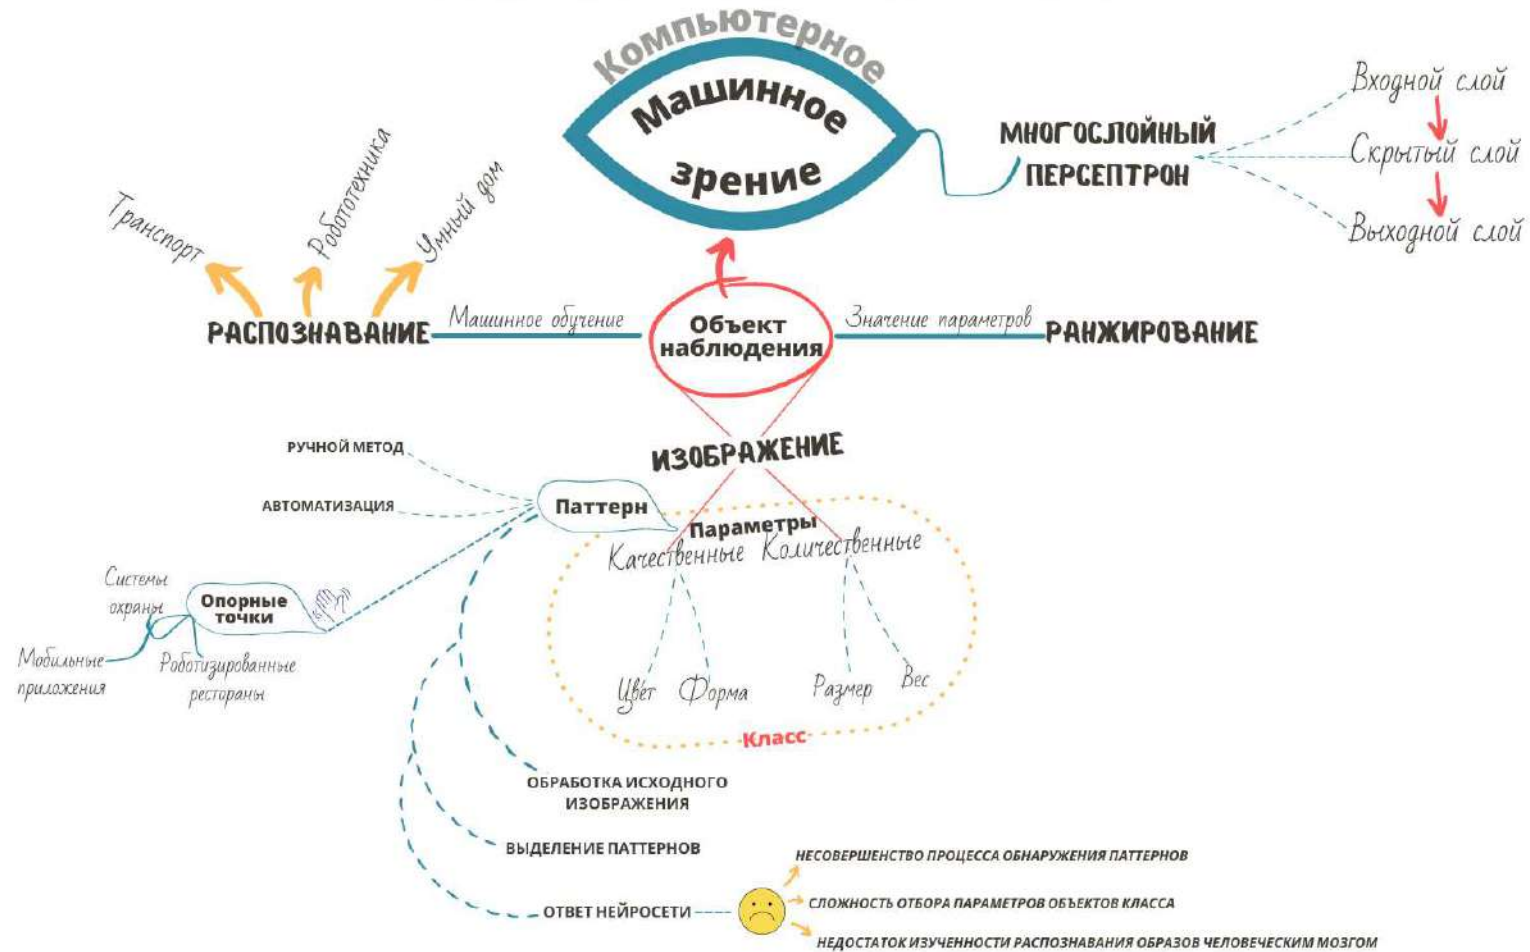 Компьютерное
Машинное
зрение
МНОГОСЛОЙНЫЙ
ПЕРСЕПТРОН
Входной слой
Скрытый слой
Выходной слой
Транспорт
Робототехника
Умный дом
РАСПОЗНАВАНИЕ
Машинное обучение
Объект
наблюдения
Значение параметров
РАНЖИРОВАНИЕ
ИЗОБРАЖЕНИЕ
РУЧНОЙ МЕТОД
АВТОМАТИЗАЦИЯ
Паттерн
Параметры
Качественные Количественные
Системы
охраны
Опорные
точки
Мобильные
приложения
Роботизированные
рестораны
Цвет
Форма
Размер
Вес
Класс
ОБРАБОТКА ИСХОДНОГО
ИЗОБРАЖЕНИЯ
ВЫДЕЛЕНИЕ ПАТТЕРНОВ
ОТВЕТ НЕЙРОСЕТИ
НЕСОВЕРШЕНСТВО ПРОЦЕССА ОБНАРУЖЕНИЯ ПАТТЕРНОВ
СЛОЖНОСТЬ ОТБОРА ПАРАМЕТРОВ ОБЪЕКТОВ КЛАССА
НЕДОСТАТОК ИЗУЧЕННОСТИ РАСПОЗНАВАНИЯ ОБРАЗОВ ЧЕЛОВЕЧЕСКИМ МОЗГОМ